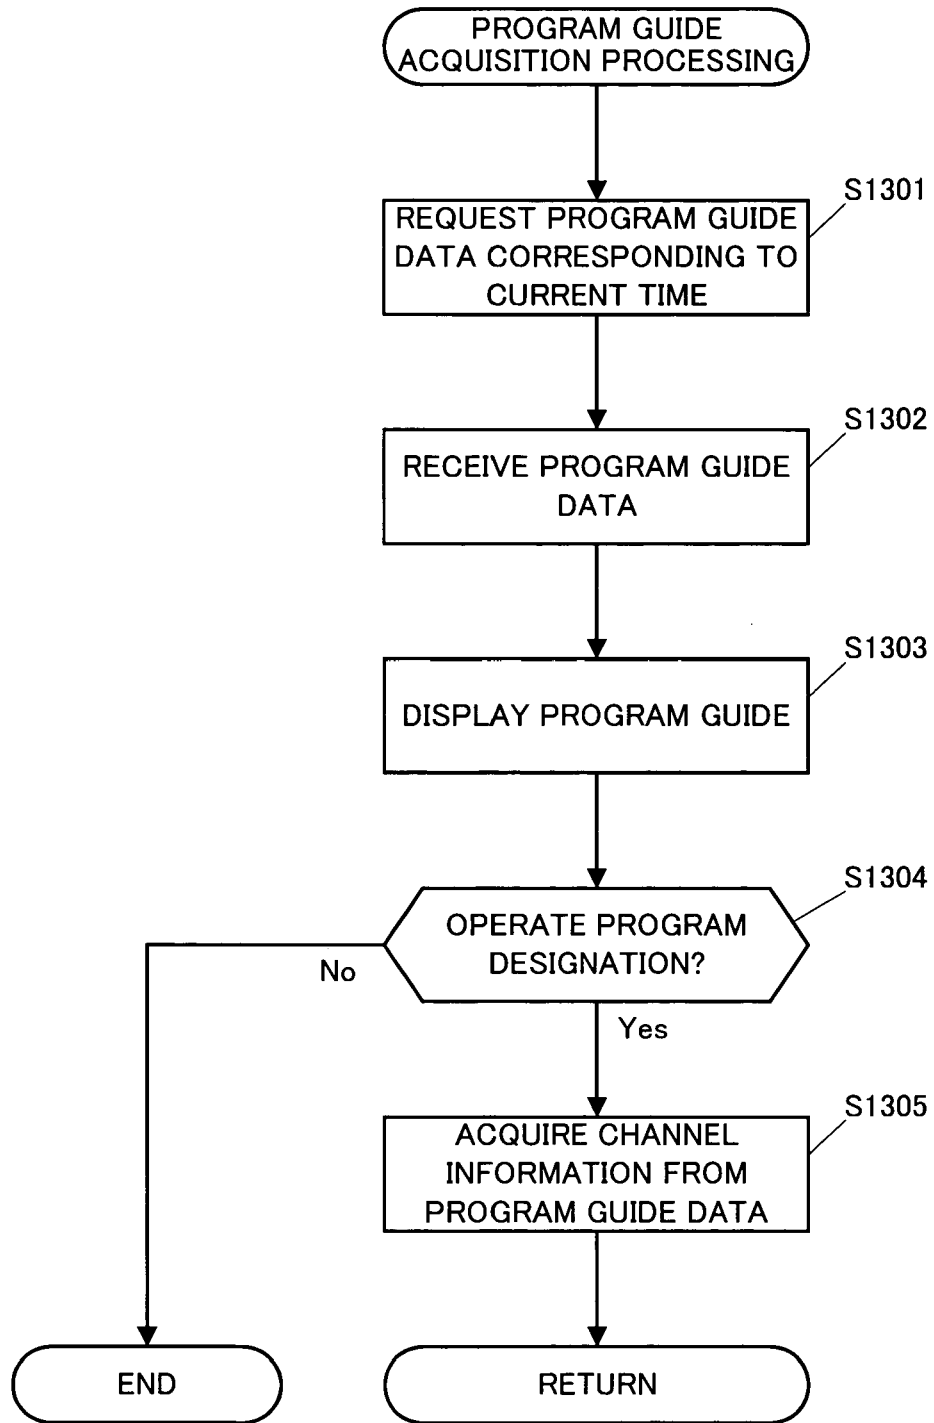 PROGRAM GUIDE
ACQUISITION PROCESSING
S1301
REQUEST PROGRAM GUIDE
DATA CORRESPONDING TO
CURRENT TIME
S1302
RECEIVE PROGRAM GUIDE
DATA
S1303
DISPLAY PROGRAM GUIDE
S1304
OPERATE PROGRAM
DESIGNATION?
No
Yes
S1305
ACQUIRE CHANNEL
INFORMATION FROM
PROGRAM GUIDE DATA
END
RETURN